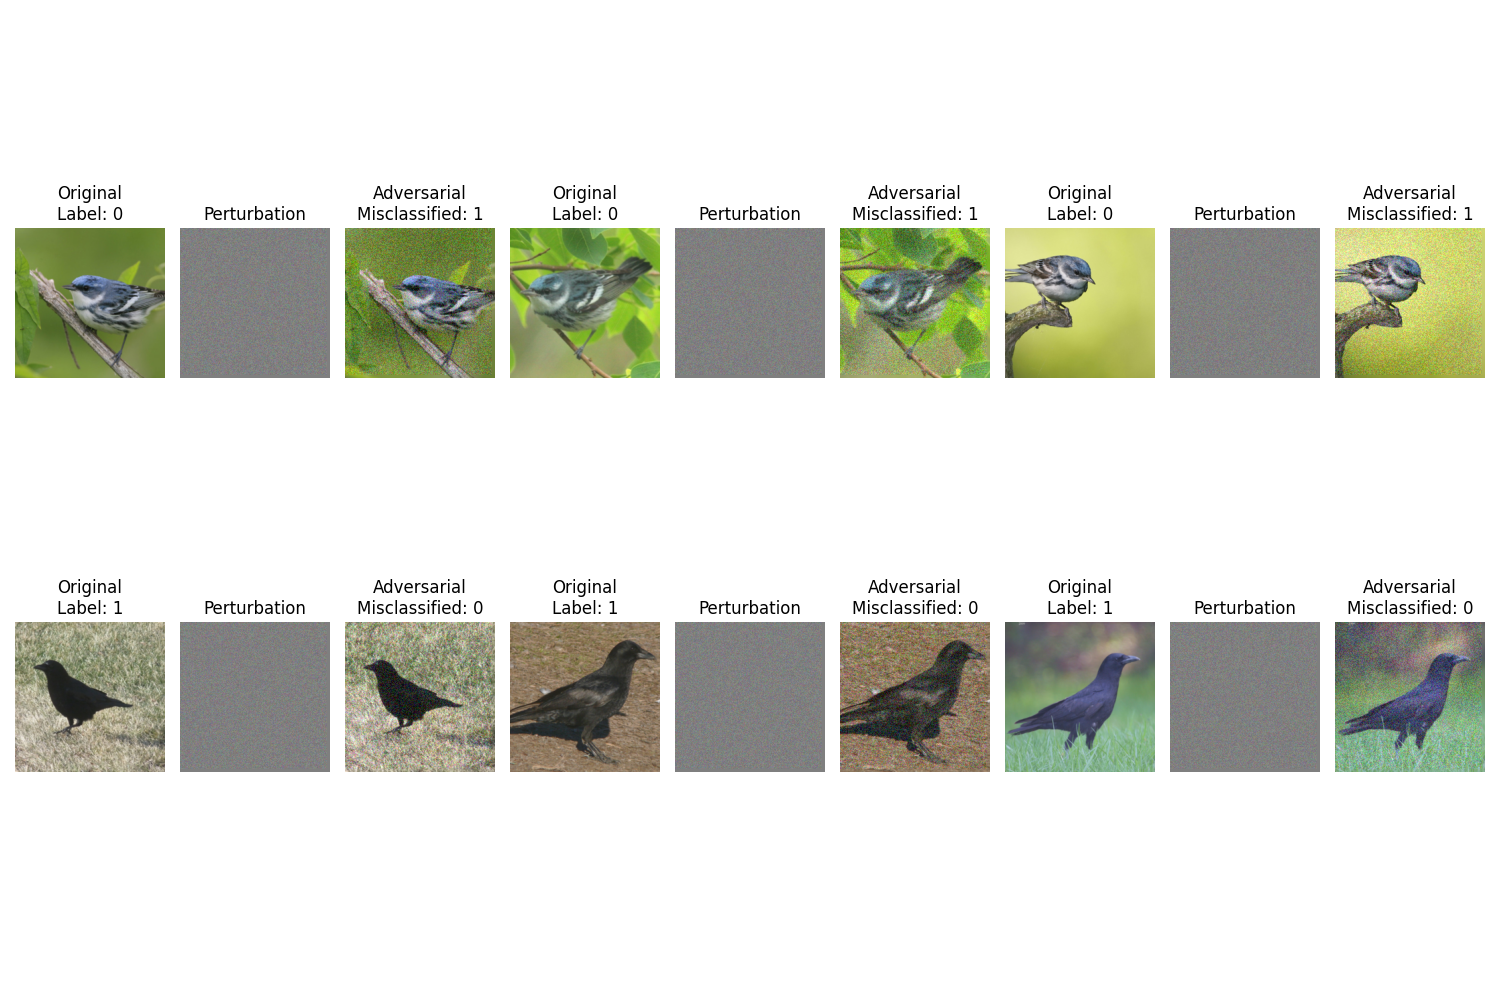 Original
Label: 0
Perturbation
Adversarial
Misclassified: 1
Original
Label: 0
Perturbation
Adversarial
Misclassified: 1
Original
Label: 0
Perturbation
Adversarial
Misclassified: 1
Original
Label: 1
Perturbation
Adversarial
Misclassified: 0
Original
Label: 1
Perturbation
Adversarial
Misclassified: 0
Original
Label: 1
Perturbation
Adversarial
Misclassified: 0